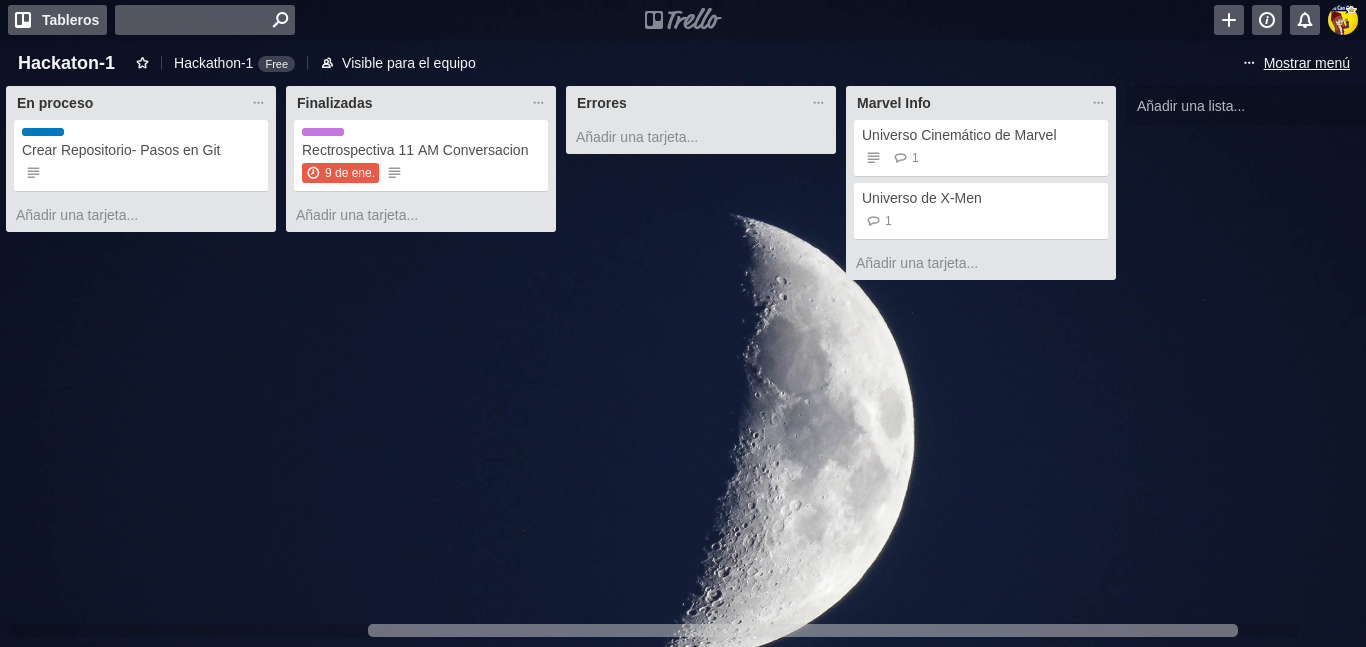 Tableros
Trello
Hackaton-1
Hackathon-1 Free
Visible para el equipo
Mostrar menú
En proceso
Crear Repositorio- Pasos en Git
Añadir una tarjeta...
Finalizadas
Rectrospectiva 11 AM Conversacion
9 de ene.
Añadir una tarjeta...
Errores
Añadir una tarjeta...
Marvel Info
Universo Cinemático de Marvel
1
Universo de X-Men
1
Añadir una tarjeta...
Añadir una lista...